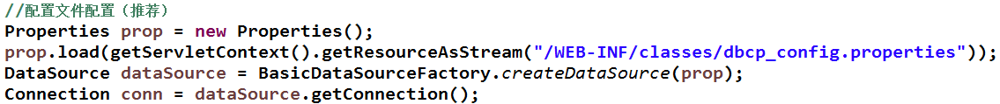 //配置文件配置（推荐）
Properties prop = new Properties();
prop.load(getServletContext().getResourceAsStream("/WEB-INF/classes/dbcp_config.properties"));
DataSource dataSource = BasicDataSourceFactory.createDataSource(prop);
Connection conn = dataSource.getConnection();